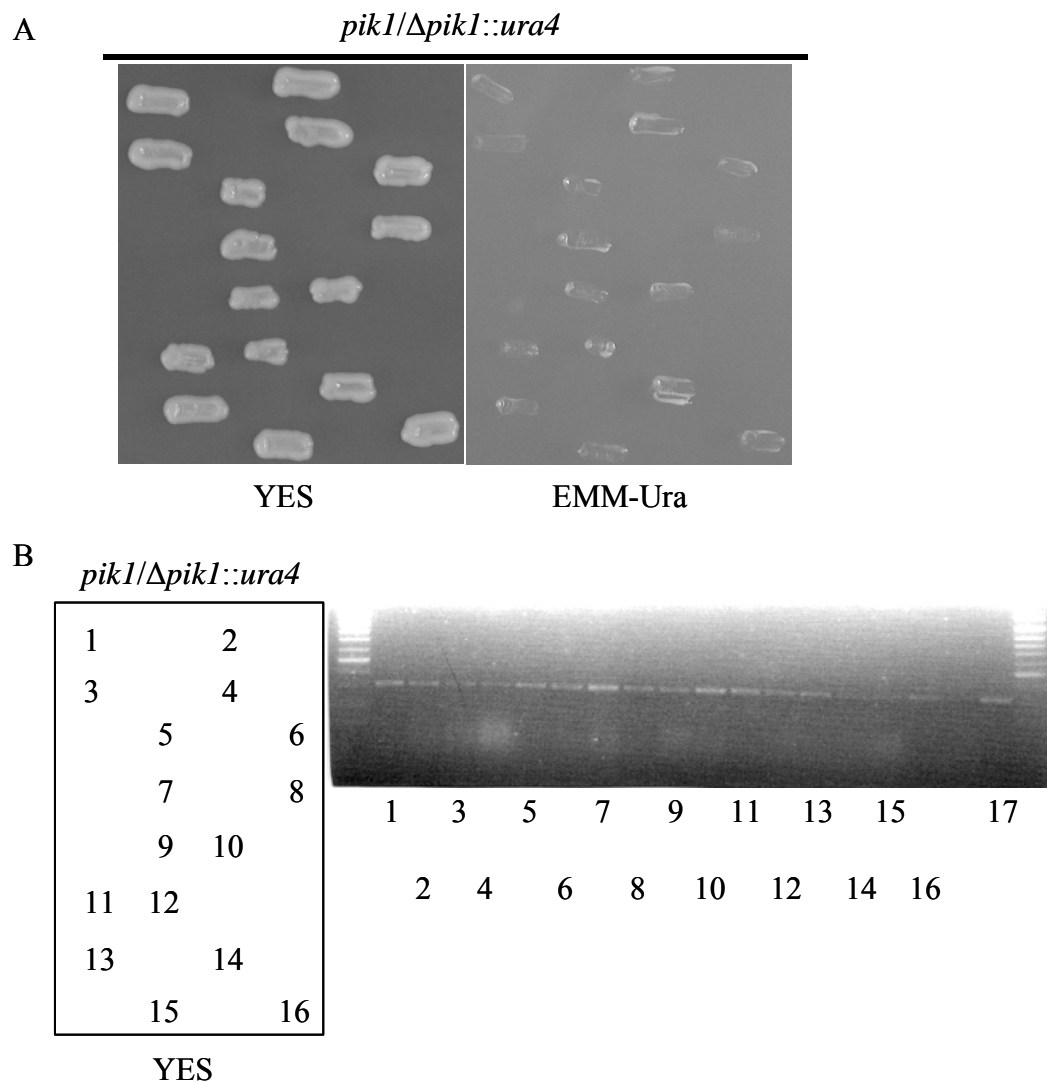 A
pik1/Δpik1::ura4
YES EMM-Ura
B
pik1/Δpik1::ura4
1 2
3 4
5 6
7 8
9 10
11 12
13 14
15 16
YES
1 3 5 7 9 11 13 15 17
2 4 6 8 10 12 14 16